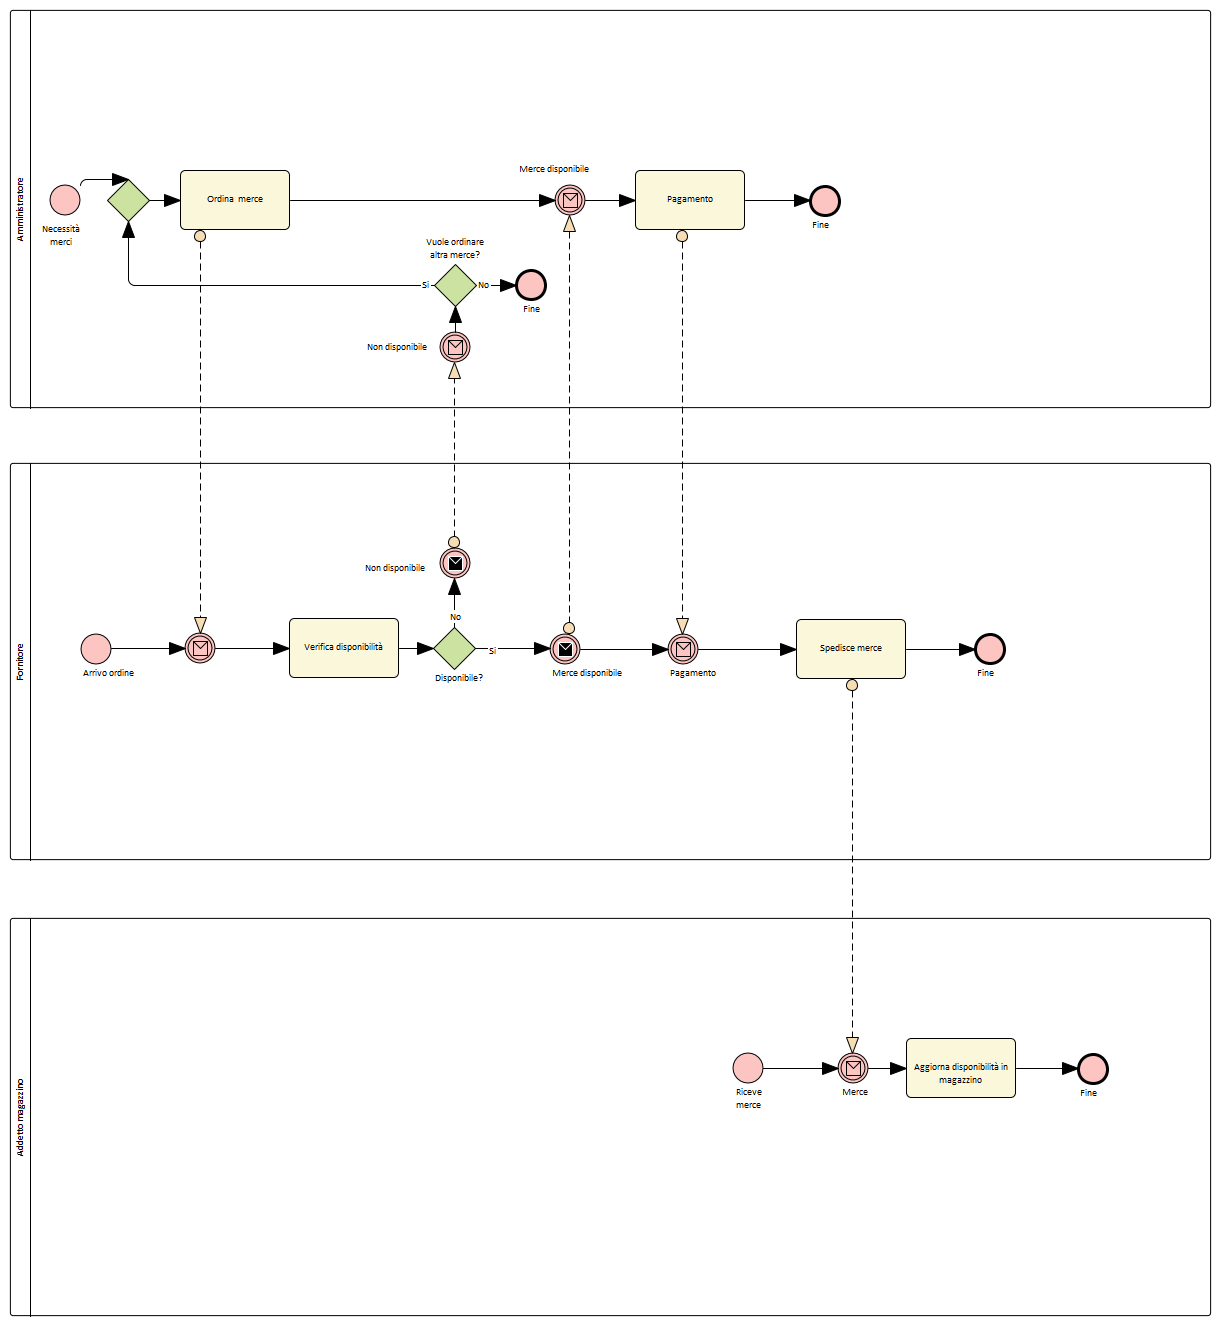 Amministratore
Merce disponibile
Ordina merce
Pagamento
Necessità
merci
Fine
Vuole ordinare
altra merce?
Si
No
Fine
Non disponibile
Fornitore
Non disponibile
No
Verifica disponibilità
Spedisce merce
Si
Arrivo ordine
Disponibile?
Merce disponibile
Pagamento
Fine
Addetto magazzino
Aggiorna disponibilità in
magazzino
Riceve
merce
Merce
Fine